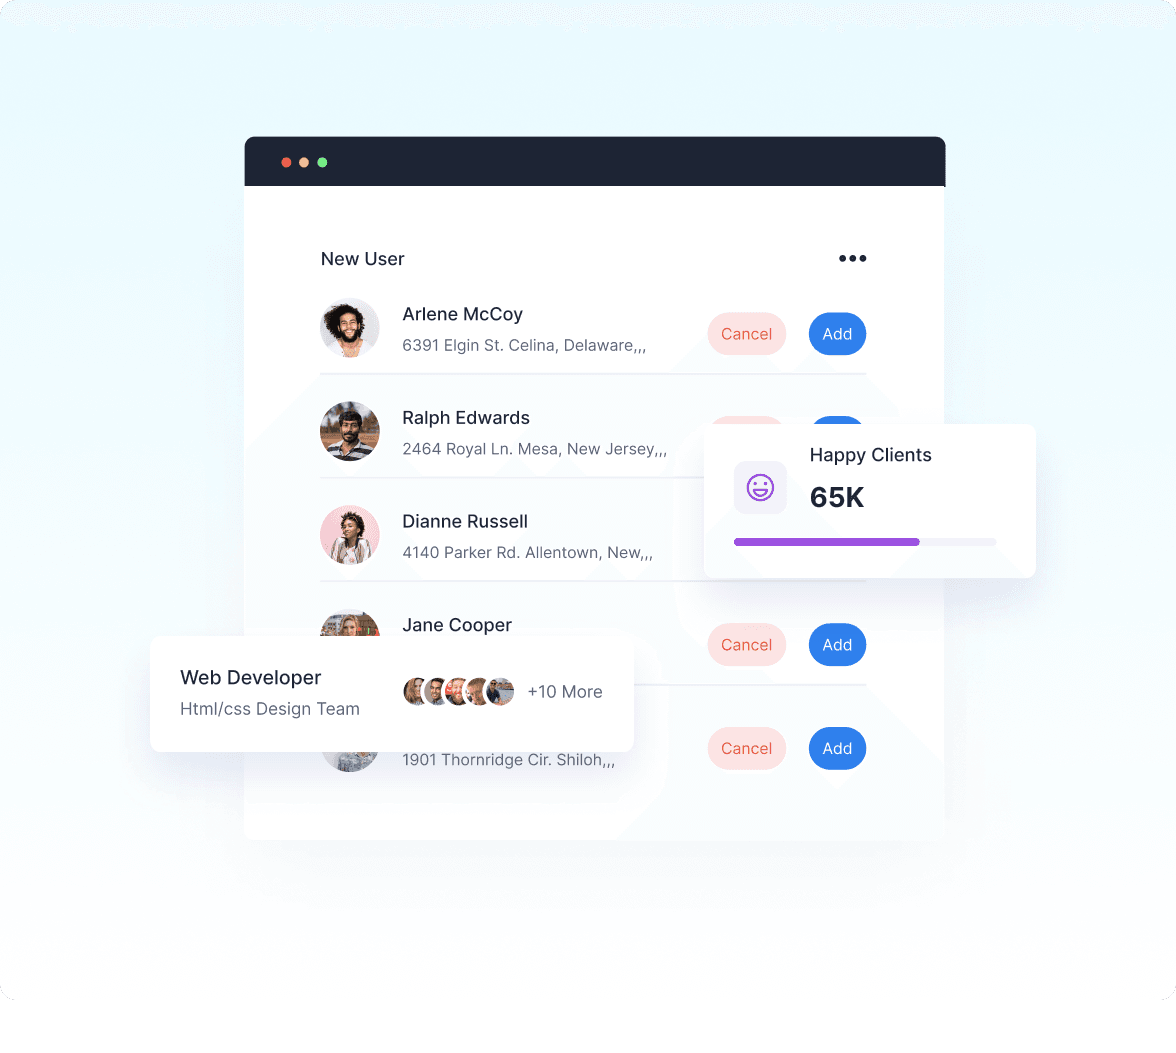 New User
Arlene McCoy
6391 Elgin St. Celina, Delaware,,,
Cancel
Add
Ralph Edwards
2464 Royal Ln. Mesa, New Jersey,,,
Happy Clients
65K
Dianne Russell
4140 Parker Rd. Allentown, New,,,
Jane Cooper
Cancel
Add
Web Developer
Html/css Design Team
+10 More
1901 Thornridge Cir. Shiloh,,,
Cancel
Add